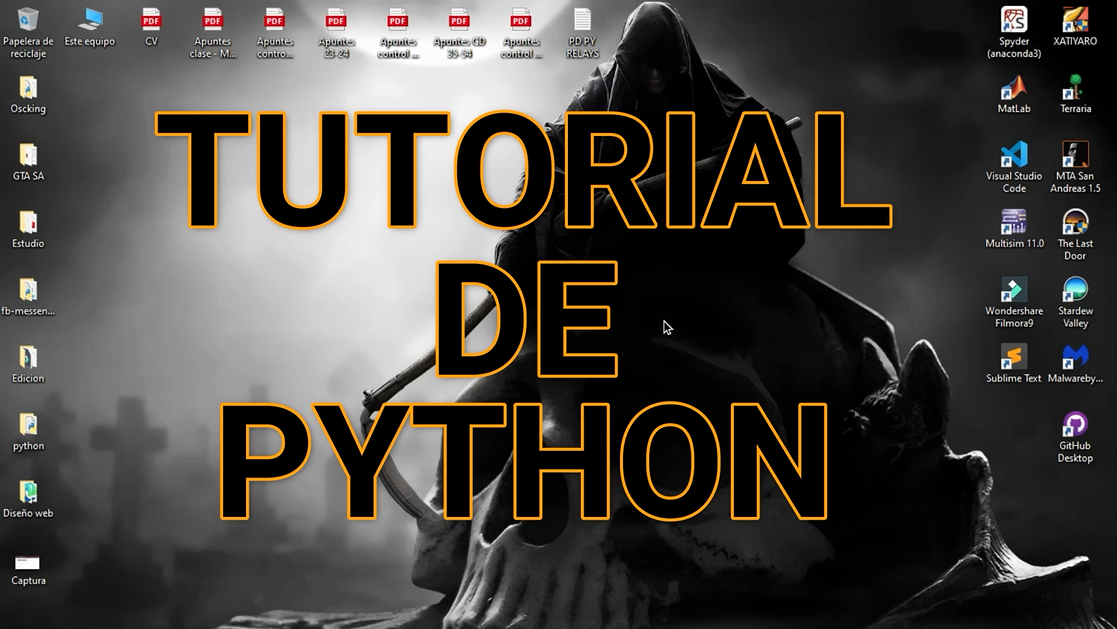 Papelera de
reciclaje
Este equipo
CV
Apuntes
clase - M...
Apuntes
contro...
Apuntes
23-24
Apuntes
control ...
Apuntes CD
35-54
Apuntes
control ...
PD PY
RELAYS
Spyder
(anaconda3)
XATIYARO
Oscking
MatLab
Terraria
GTA SA
Visual Studio
Code
MTA San
Andreas 1.5
Estudio
Multisim 11.0
The Last
Door
fb-messen...
Wondershare
Filmora9
Stardew
Valley
Edicion
Sublime Text
Malwareby...
python
GitHub
Desktop
Diseño web
Captura
TUTORIAL
DE
PYTHON